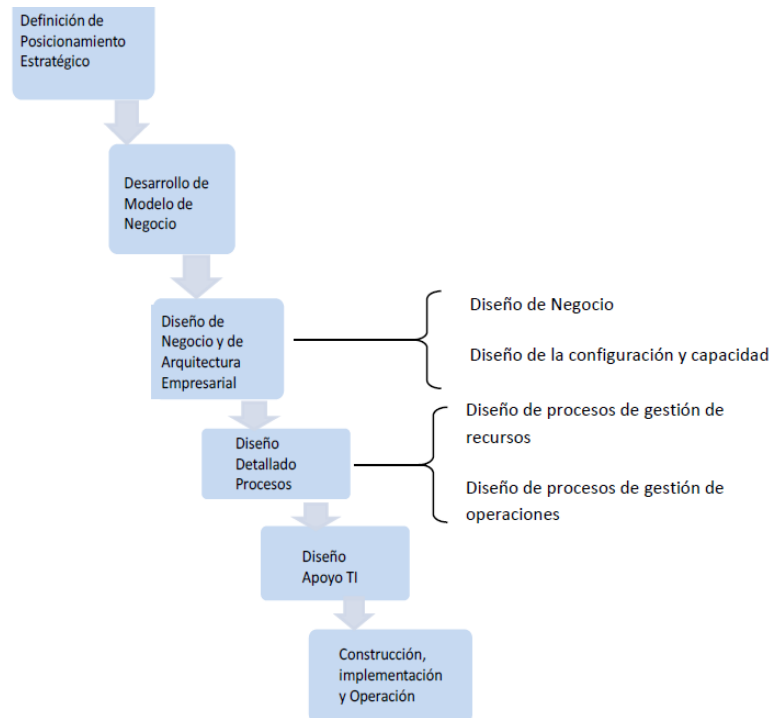 Definición de
Posicionamiento
Estratégico
Desarrollo de
Modelo de
Negocio
Diseño de
Negocio y de
Arquitectura
Empresarial
Diseño de Negocio
Diseño de la configuración y capacidad
Diseño
Detallado
Procesos
Diseño de procesos de gestión de
recursos
Diseño de procesos de gestión de
operaciones
Diseño
Apoyo TI
Construcción,
implementación
y Operación